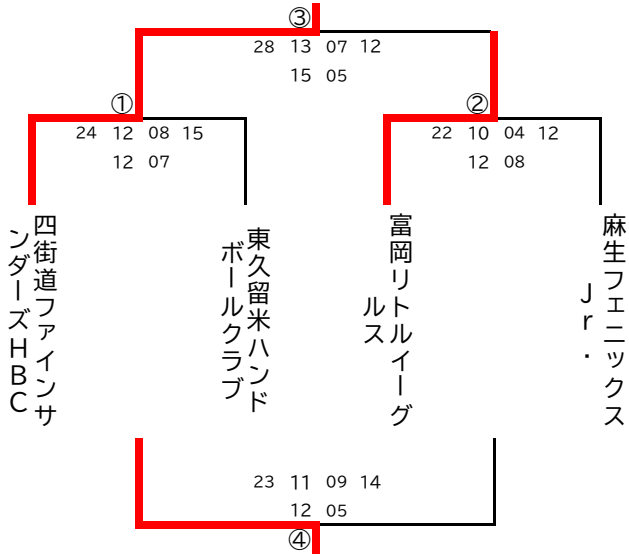 ③
28 13 07 12
15 05
① ②
24 12 08 15 22 10 04 12
12 07 12 08
四街道ファインサ
ンダーズHBC
東久留米ハンド
ボールクラブ
富岡リトルイーグ
ルス
麻生フェニックス
Jr.
23 11 09 14
12 05
④